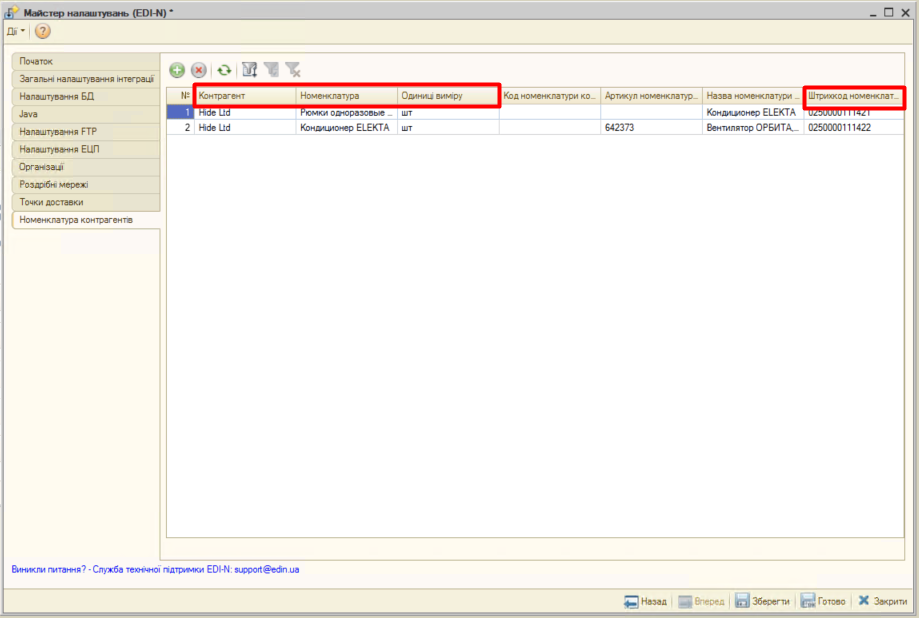 Майстер налаштувань (EDI-N) *
Дії
Початок
Загальні налаштування інтеграції
Налаштування БД
Java
Налаштування FTP
Налаштування ЕЦП
Організації
Роздрібні мережі
Точки доставки
Номенклатура контрагентів
№ Контрагент Номенклатура Одиниці виміру Код номенклатури ко... Артикул номенклатур... Назва номенклатури ... Штрихкод номенклат...
1 Hide Ltd Рюмки одноразовые ... шт Кондиционер ELEKTA 0250000111421
2 Hide Ltd Кондиционер ELEKTA шт 642373 Вентилятор ОРБИТА,... 0250000111422
Виникли питання? - Служба технічної підтримки EDI-N: support@edin.ua
Назад Вперед Зберегти Готово Закрити